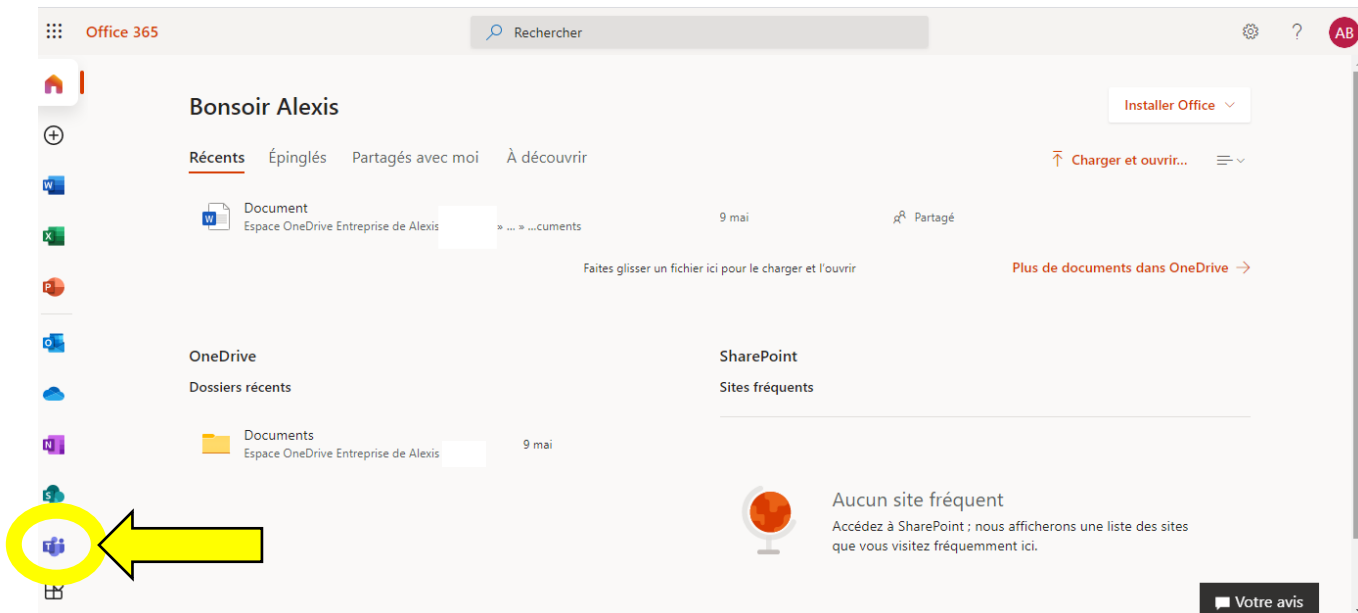 Office 365
Rechercher
?
AB
Bonsoir Alexis
Installer Office
Récents Épinglés Partagés avec moi À découvrir
Charger et ouvrir...
W
Document
Espace OneDrive Entreprise de Alexis » ... » ...cuments
9 mai
Partagé
X
Faites glisser un fichier ici pour le charger et l'ouvrir
Plus de documents dans OneDrive
P
O
OneDrive
Dossiers récents
SharePoint
Sites fréquents
N
Documents
Espace OneDrive Entreprise de Alexis
9 mai
S
Aucun site fréquent
Accédez à SharePoint ; nous afficherons une liste des sites
que vous visitez fréquemment ici.
T
Votre avis